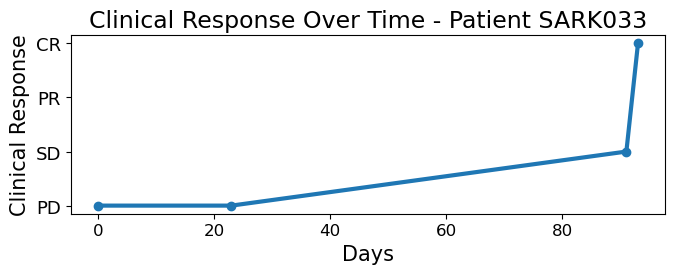 Clinical Response Over Time - Patient SARK033
Clinical Response
CR
PR
SD
PD
0 20 40 60 80
Days